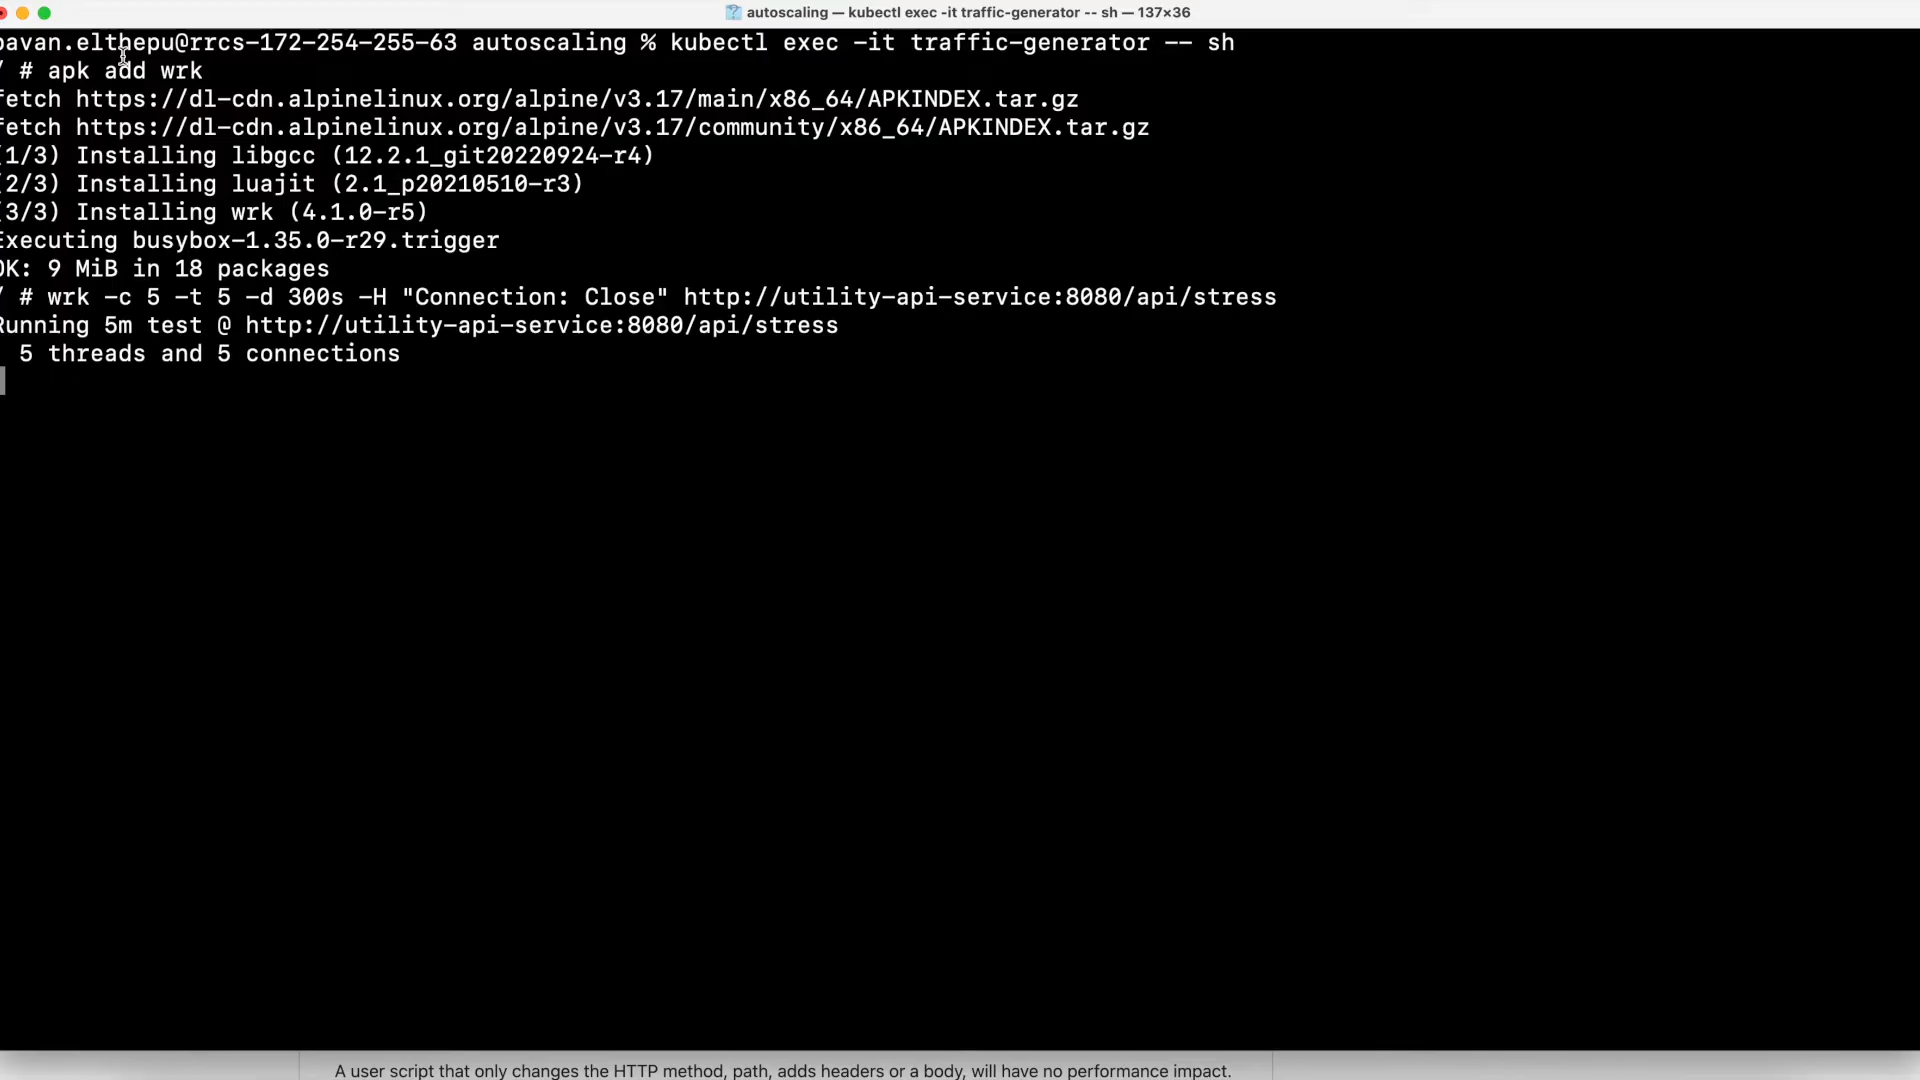 autoscaling — kubectl exec -it traffic-generator -- sh — 137×36
pavan.elthepu@rrcs-172-254-255-63 autoscaling % kubectl exec -it traffic-generator -- sh
/ # apk add wrk
fetch https://dl-cdn.alpinelinux.org/alpine/v3.17/main/x86_64/APKINDEX.tar.gz
fetch https://dl-cdn.alpinelinux.org/alpine/v3.17/community/x86_64/APKINDEX.tar.gz
(1/3) Installing libgcc (12.2.1_git20220924-r4)
(2/3) Installing luajit (2.1_p20210510-r3)
(3/3) Installing wrk (4.1.0-r5)
Executing busybox-1.35.0-r29.trigger
OK: 9 MiB in 18 packages
/ # wrk -c 5 -t 5 -d 300s -H "Connection: Close" http://utility-api-service:8080/api/stress
Running 5m test @ http://utility-api-service:8080/api/stress
5 threads and 5 connections
A user script that only changes the HTTP method, path, adds headers or a body, will have no performance impact.